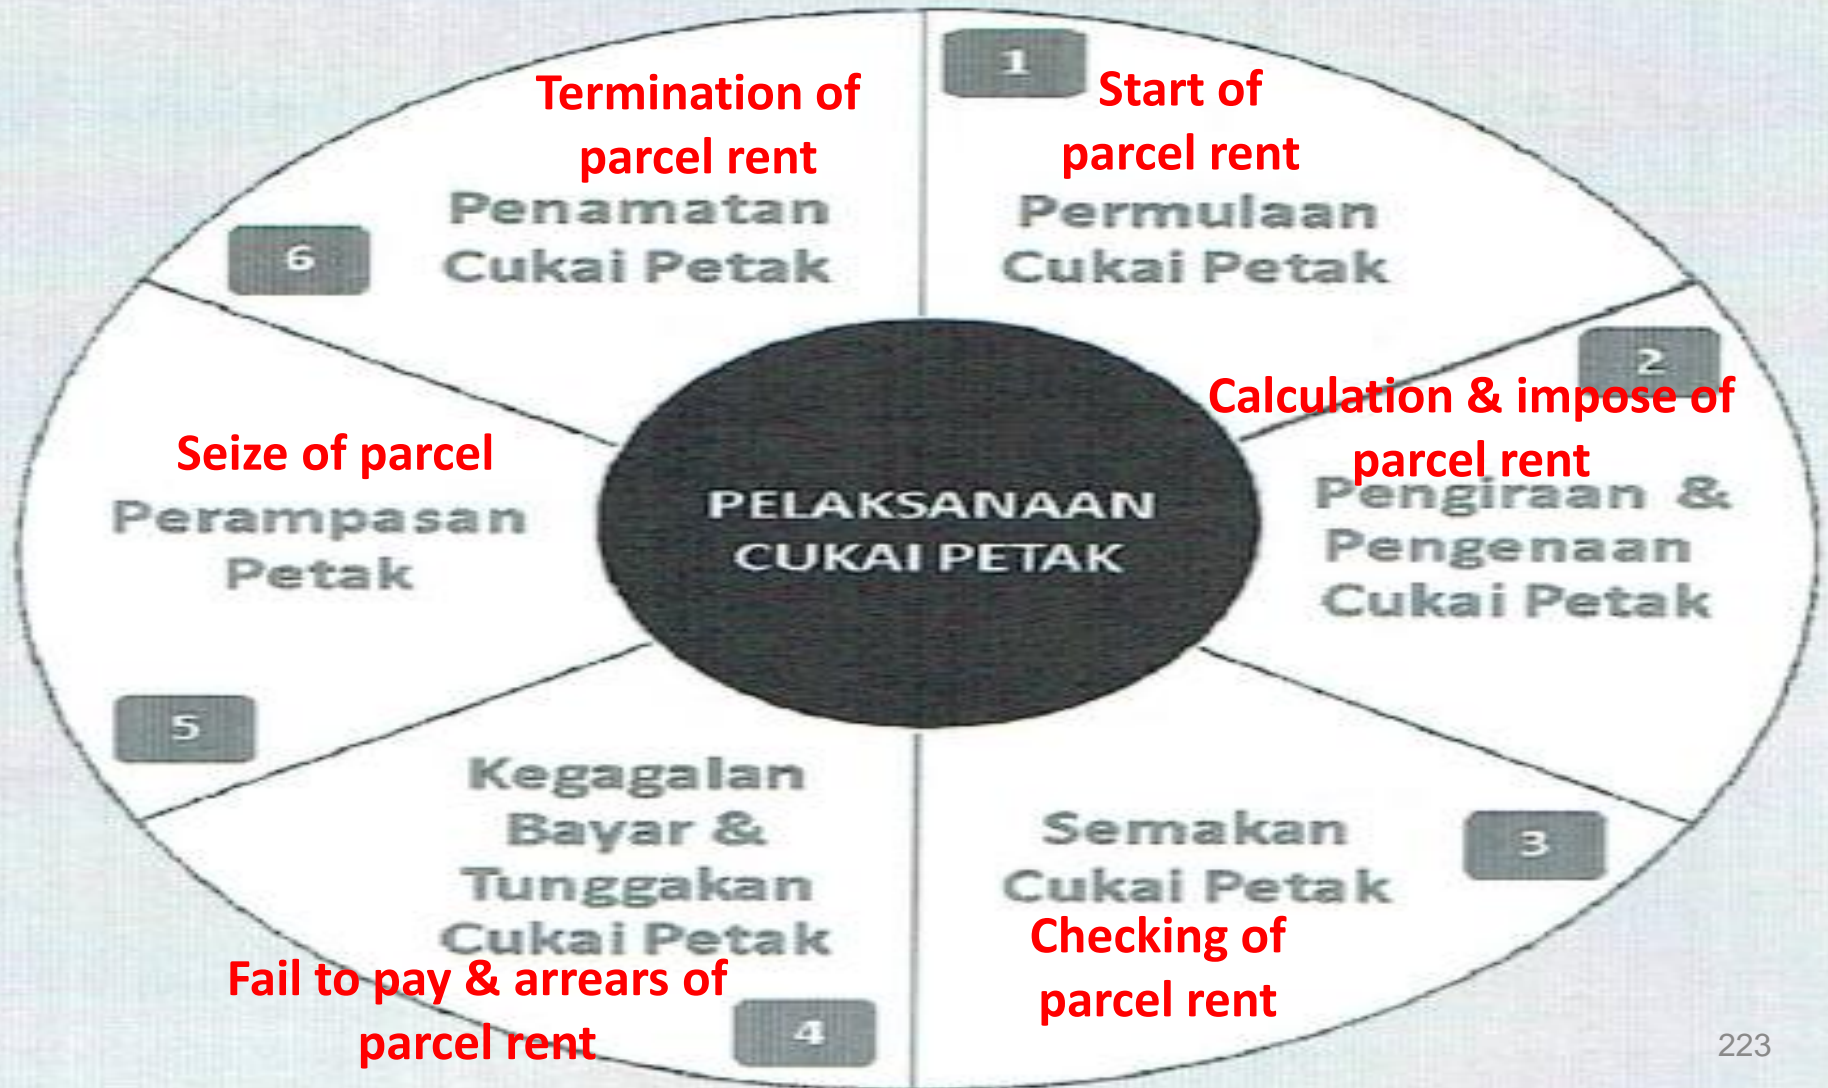 1
Start of
parcel rent
Permulaan
Cukai Petak
2
Calculation & impose of
parcel rent
Pengiraan &
Pengenaan
Cukai Petak
3
Semakan
Cukai Petak
Checking of
parcel rent
4
Kegagalan
Bayar &
Tunggakan
Cukai Petak
Fail to pay & arrears of
parcel rent
5
Seize of parcel
Perampasan
Petak
6
Termination of
parcel rent
Penamatan
Cukai Petak
PELAKSANAAN
CUKAI PETAK
223